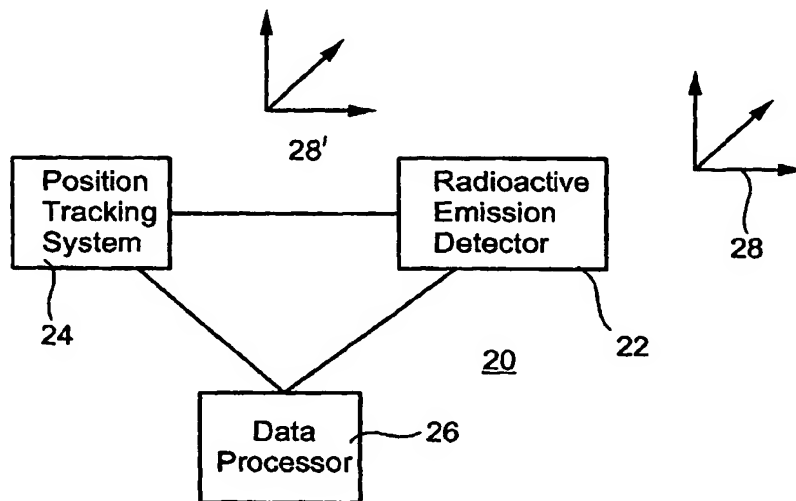 28'
Position
Tracking
System
24
Radioactive
Emission
Detector
28
22
20
Data
Processor
26